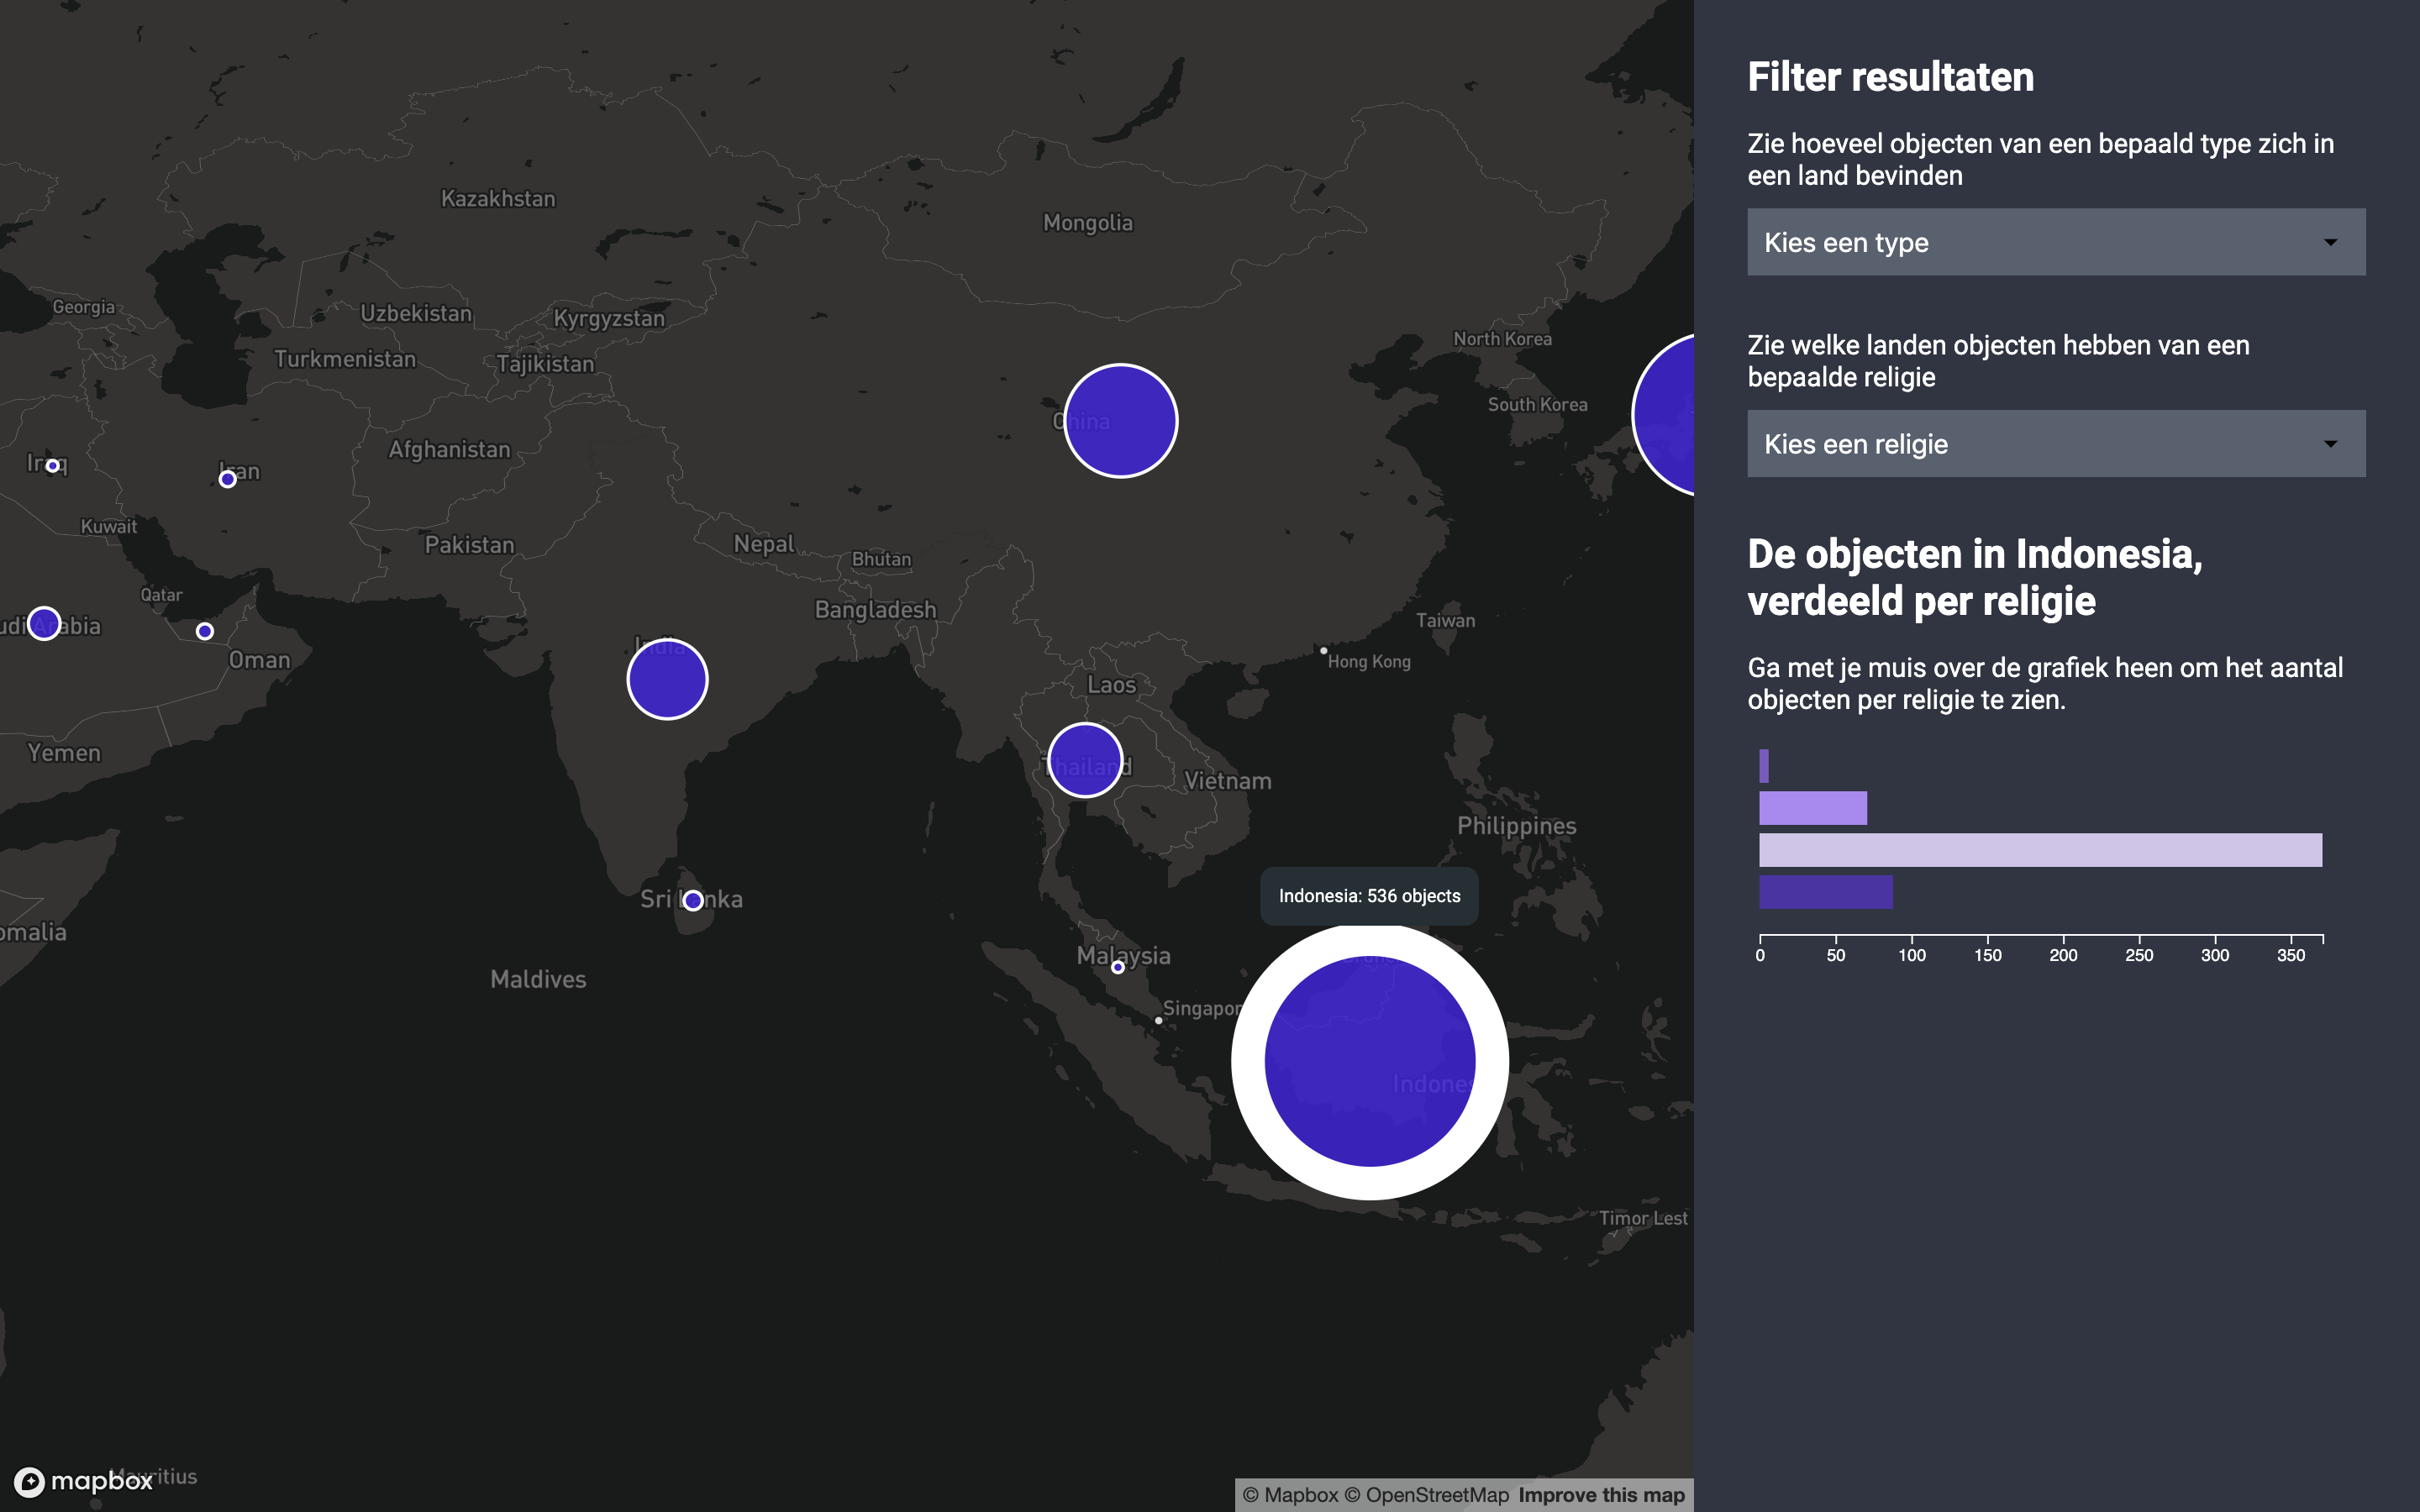 Kazakhstan
Mongolia
Georgia
Uzbekistan
Kyrgyzstan
Turkmenistan
Tajikistan
North Korea
South Korea
China
Afghanistan
Iraq
Iran
Kuwait
Pakistan
Nepal
Bhutan
Qatar
Bangladesh
udi Arabia
Taiwan
Oman
India
Hong Kong
Laos
Yemen
Thailand
Vietnam
Philippines
Indonesia: 536 objects
Sri Lanka
omalia
Malaysia
Maldives
Singapor
Indones
Timor Lest
Mauritius
mapbox
© Mapbox © OpenStreetMap Improve this map
Filter resultaten
Zie hoeveel objecten van een bepaald type zich in
een land bevinden
Kies een type
Zie welke landen objecten hebben van een
bepaalde religie
Kies een religie
De objecten in Indonesia,
verdeeld per religie
Ga met je muis over de grafiek heen om het aantal
objecten per religie te zien.
0 50 100 150 200 250 300 350